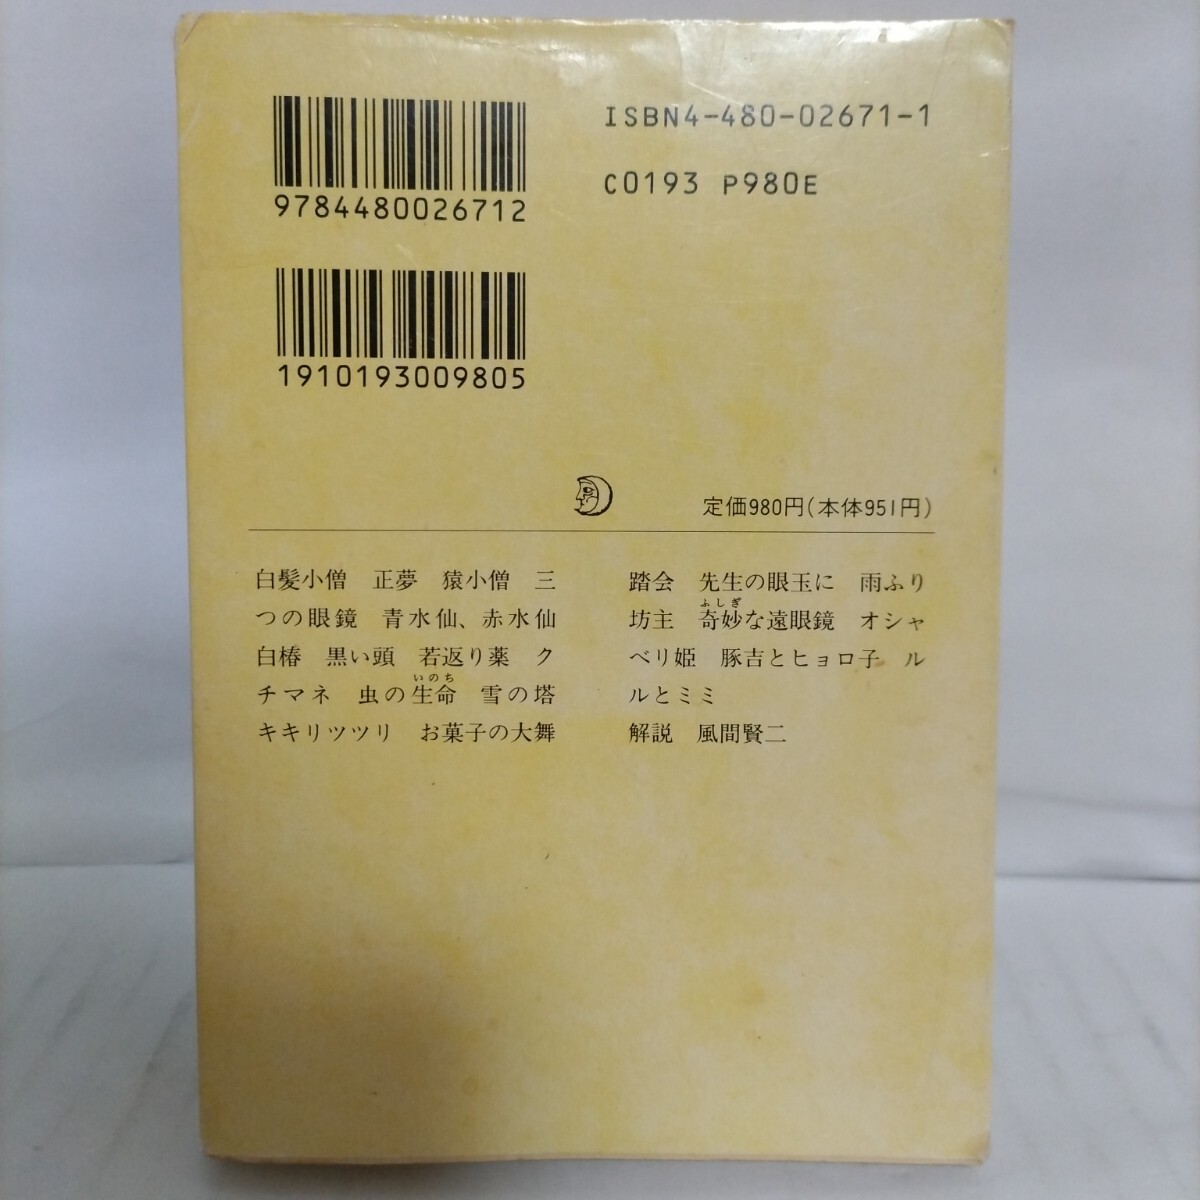 ISBN4-480-02671-1
C0193 P980E
9784480026712
1910193009805
定価980円(本体951円)
白髪小僧　正夢　猿小僧　三
つの眼鏡　青水仙、赤水仙
白椿　黒い頭　若返り薬　ク
いのち
チマネ　虫の生命　雪の塔
キキリツツリ　お菓子の大舞
踏会　先生の眼玉に　雨ふり
ふしぎ
坊主　奇妙な遠眼鏡　オシャ
ベリ姫　豚吉とヒョロ子　ル
ルとミミ
解説　風間賢二